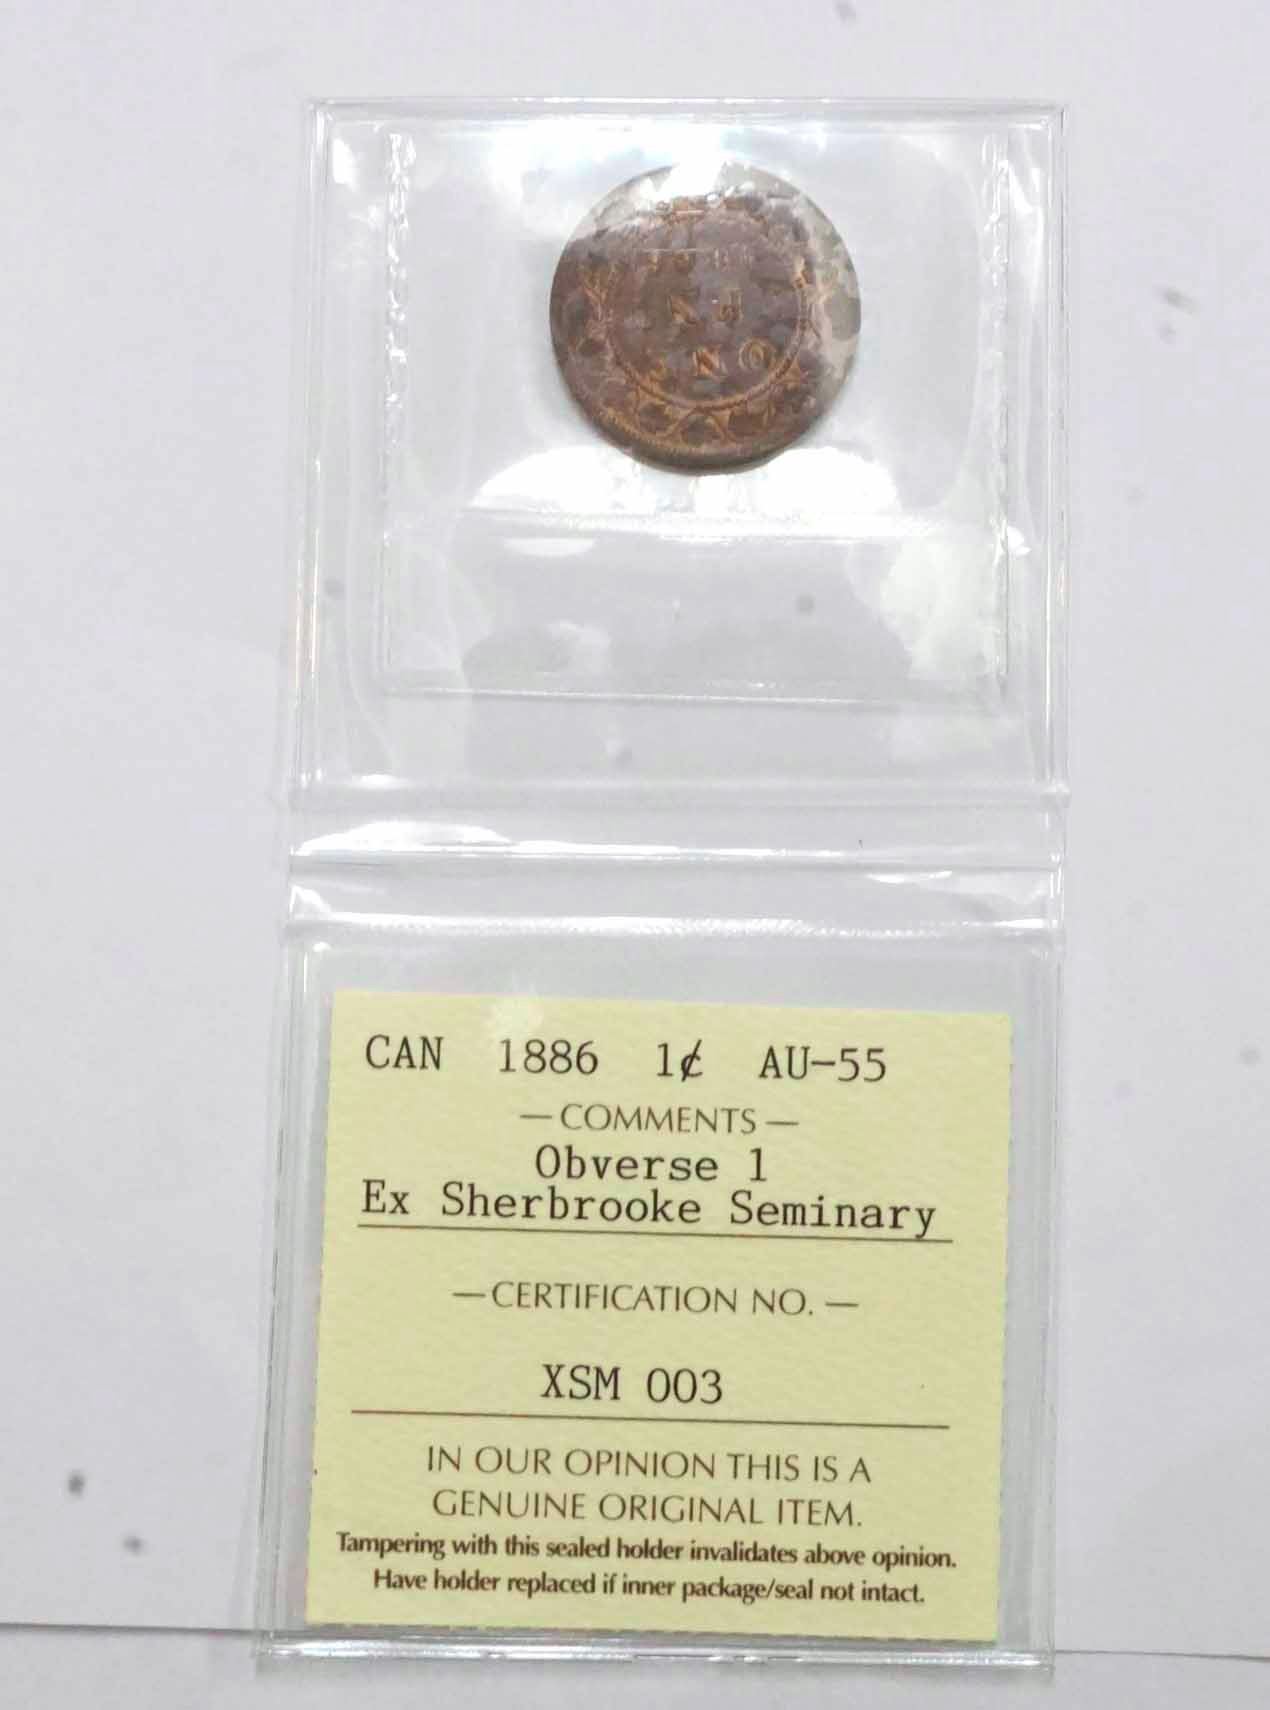 ONE
CAN 1886 1¢ AU-55
— COMMENTS —
Obverse 1
Ex Sherbrooke Seminary
— CERTIFICATION NO. —
XSM 003
IN OUR OPINION THIS IS A
GENUINE ORIGINAL ITEM.
Tampering with this sealed holder invalidates above opinion.
Have holder replaced if inner package/seal not intact.